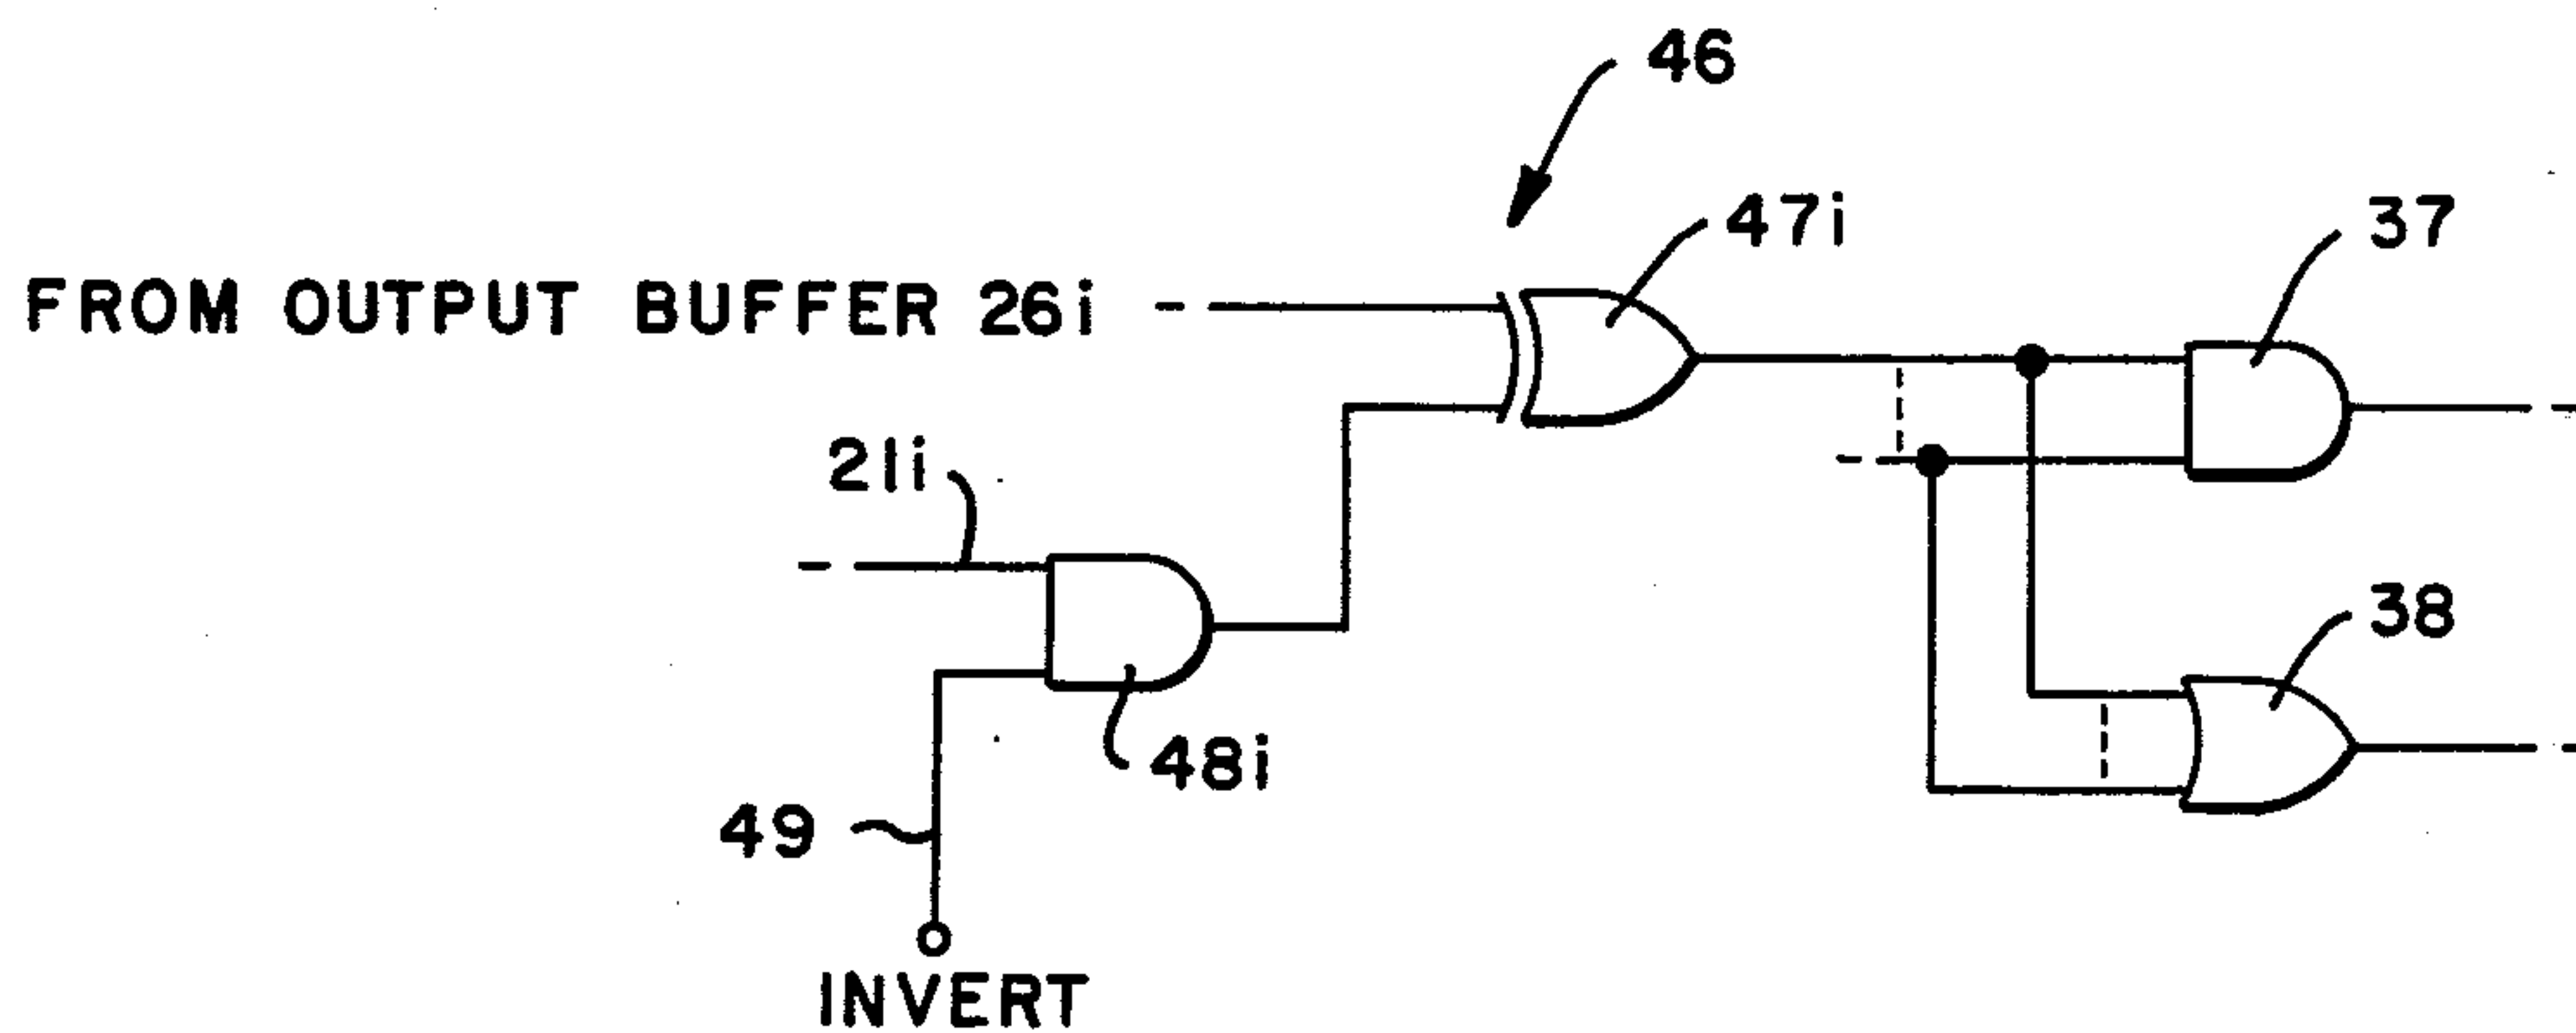 46
47i
37
FROM OUTPUT BUFFER 26i
21i
38
48i
49
INVERT